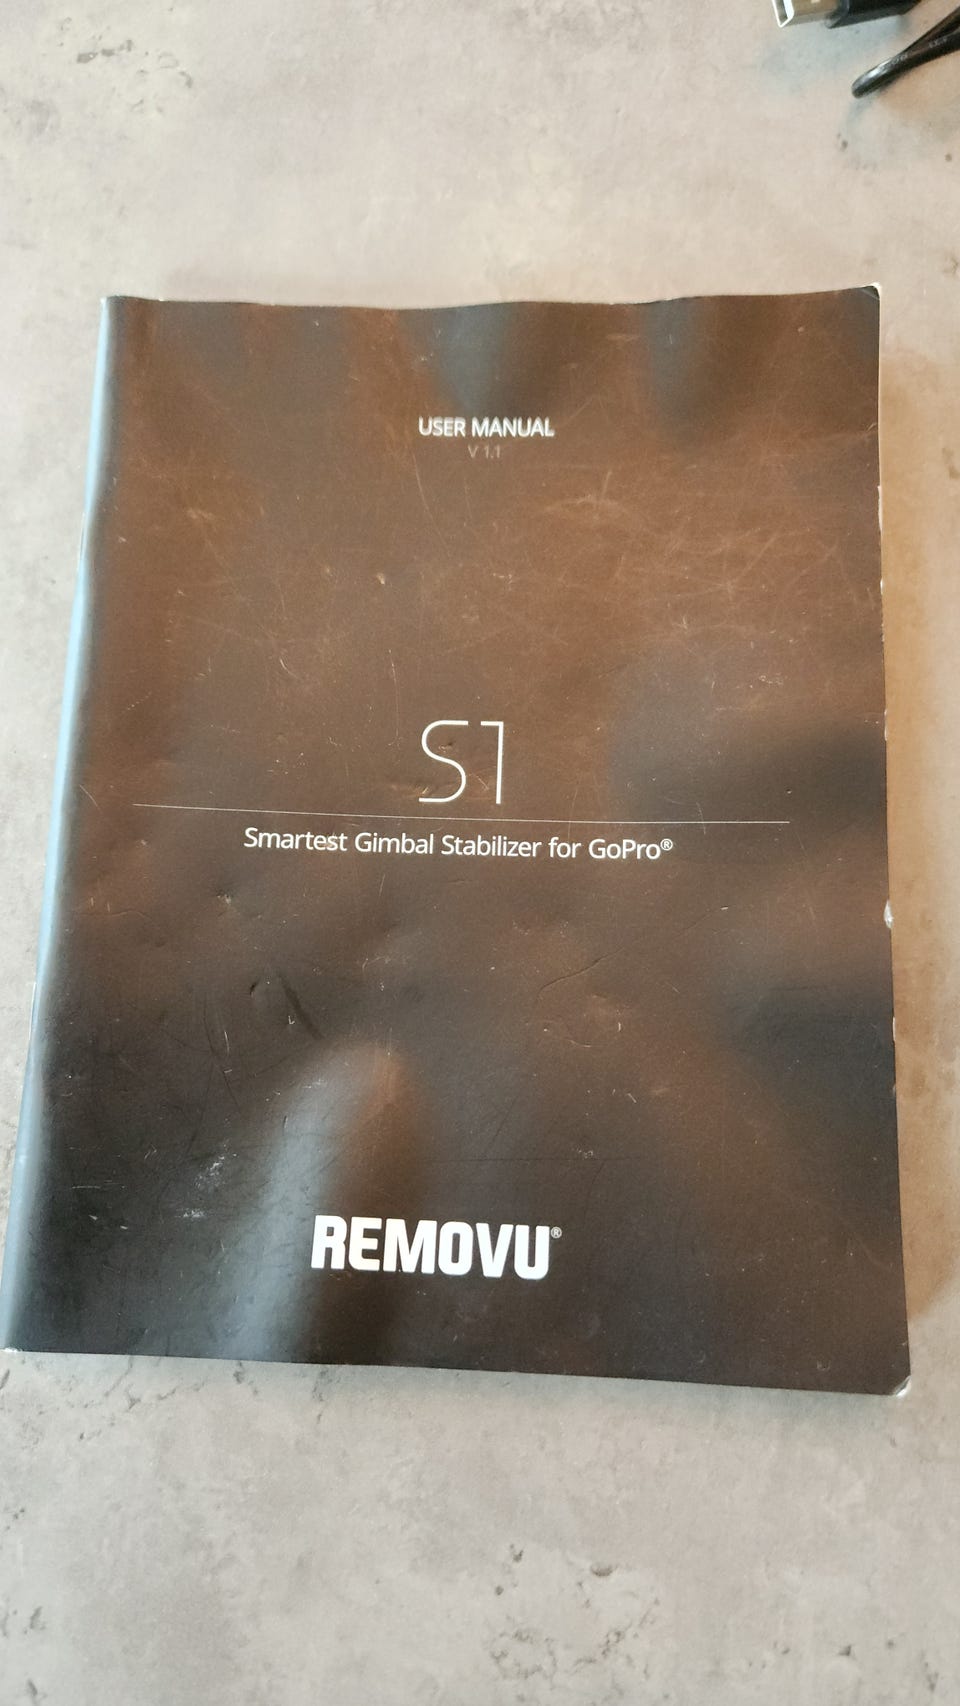 USER MANUAL
V 1.1
S1
Smartest Gimbal Stabilizer for GoPro®
REMOVU®